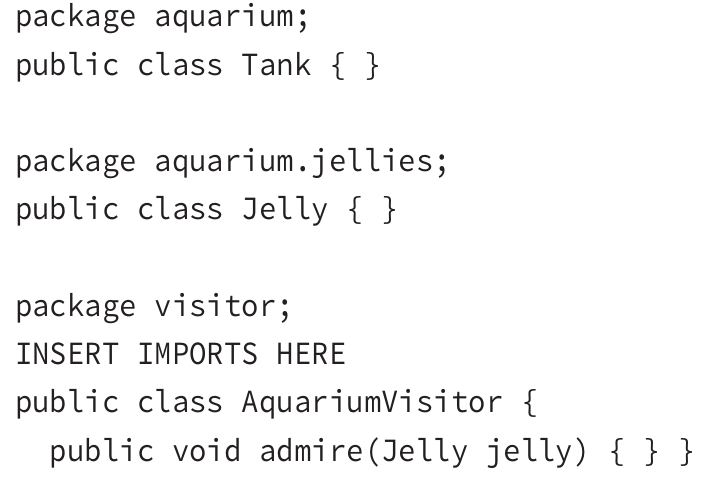 package aquarium;
public class Tank { }
package aquarium.jellies;
public class Jelly { }
package visitor;
INSERT IMPORTS HERE
public class AquariumVisitor {
  public void admire(Jelly jelly) { } }